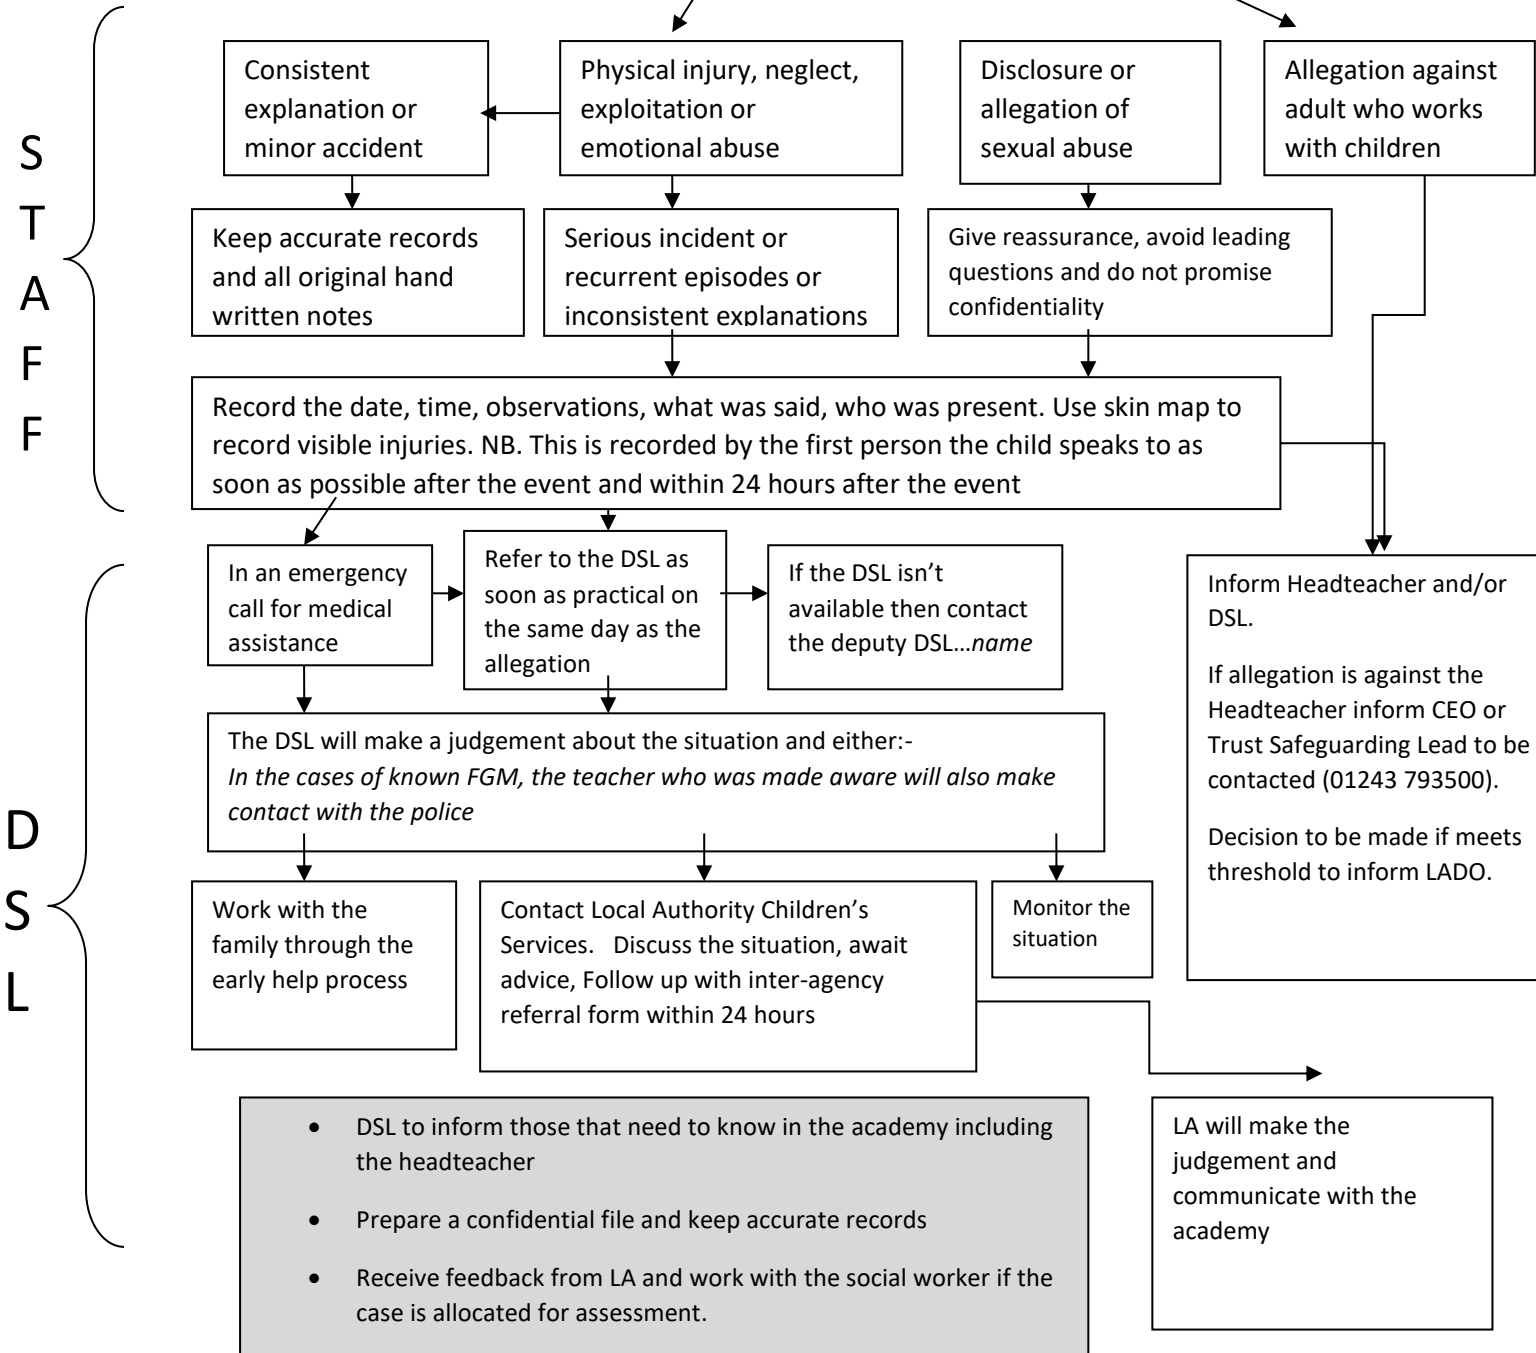 S
T
A
F
F
Consistent
explanation or
minor accident
Physical injury, neglect,
exploitation or
emotional abuse
Disclosure or
allegation of
sexual abuse
Allegation against
adult who works
with children
Keep accurate records
and all original hand
written notes
Serious incident or
recurrent episodes or
inconsistent explanations
Give reassurance, avoid leading
questions and do not promise
confidentiality
Record the date, time, observations, what was said, who was present. Use skin map to
record visible injuries. NB. This is recorded by the first person the child speaks to as
soon as possible after the event and within 24 hours after the event
D
S
L
In an emergency
call for medical
assistance
Refer to the DSL as
soon as practical on
the same day as the
allegation
If the DSL isn’t
available then contact
the deputy DSL…name
Inform Headteacher and/or
DSL.
If allegation is against the
Headteacher inform CEO or
Trust Safeguarding Lead to be
contacted (01243 793500).
Decision to be made if meets
threshold to inform LADO.
The DSL will make a judgement about the situation and either:-
In the cases of known FGM, the teacher who was made aware will also make
contact with the police
Work with the
family through the
early help process
Contact Local Authority Children’s
Services.   Discuss the situation, await
advice, Follow up with inter-agency
referral form within 24 hours
Monitor the
situation
• DSL to inform those that need to know in the academy including
the headteacher
• Prepare a confidential file and keep accurate records
• Receive feedback from LA and work with the social worker if the
case is allocated for assessment.
LA will make the
judgement and
communicate with the
academy